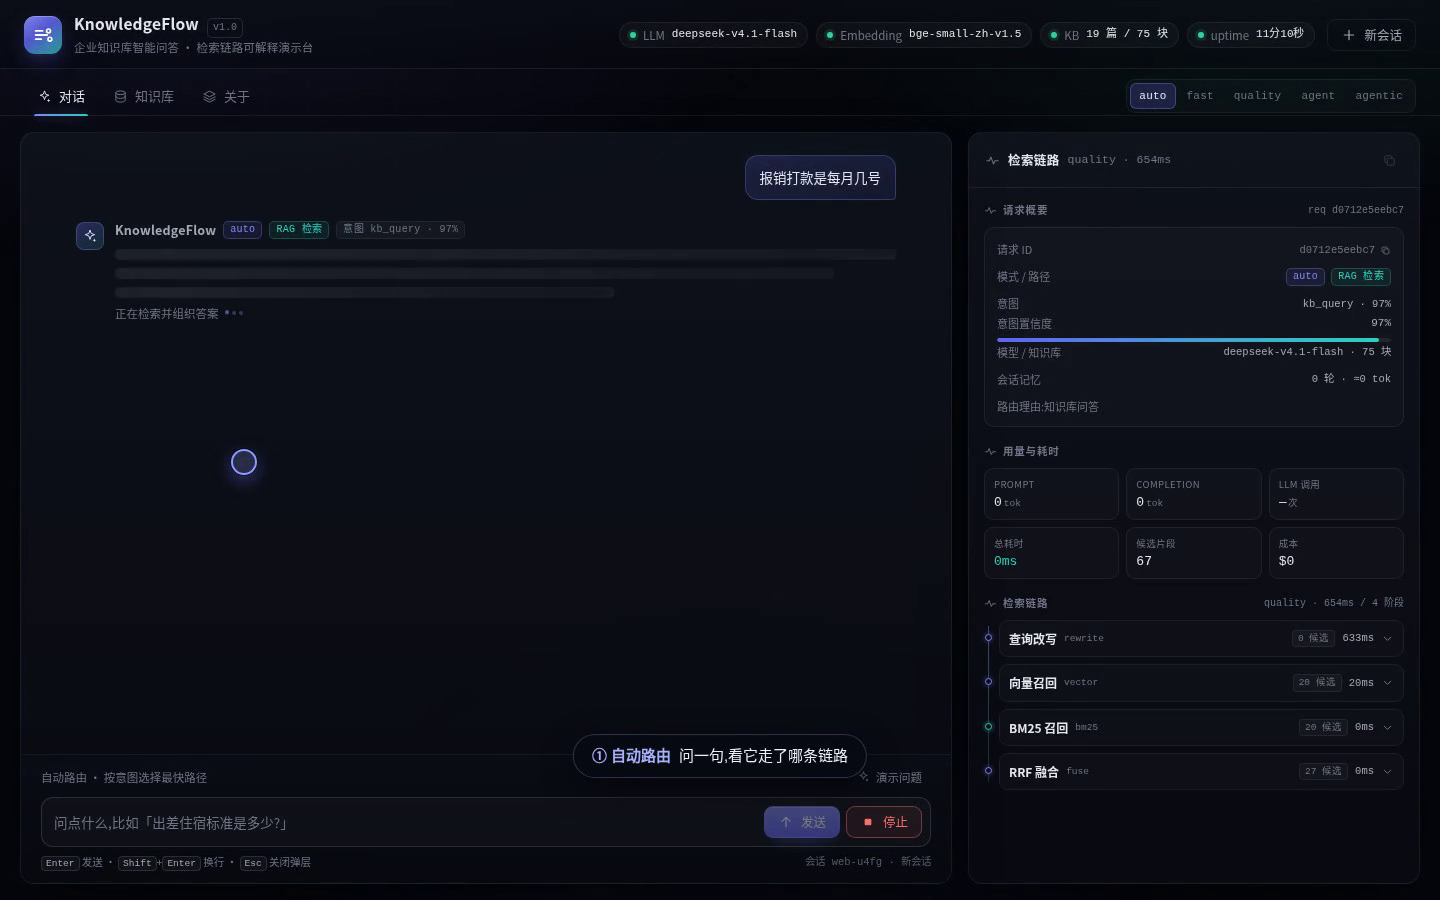 KnowledgeFlow v1.0
企业知识库智能问答 · 检索链路可解释演示台
LLM deepseek-v4.1-flash
Embedding bge-small-zh-v1.5
KB 19 篇 / 75 块
uptime 11分10秒
新会话
对话
知识库
关于
auto fast quality agent agentic
报销打款是每月几号
KnowledgeFlow auto RAG 检索 意图 kb_query · 97%
正在检索并组织答案
① 自动路由 问一句,看它走了哪条链路
自动路由 · 按意图选择最快路径
演示问题
问点什么,比如「出差住宿标准是多少?」
发送
停止
Enter 发送 · Shift+Enter 换行 · Esc 关闭弹层
会话 web-u4fg · 新会话
检索链路 quality · 654ms
请求概要 req d0712e5eebc7
请求 ID d0712e5eebc7
模式 / 路径 auto RAG 检索
意图 kb_query · 97%
意图置信度 97%
模型 / 知识库 deepseek-v4.1-flash · 75 块
会话记忆 0 轮 · ≈0 tok
路由理由:知识库问答
用量与耗时
PROMPT
0 tok
COMPLETION
0 tok
LLM 调用
—次
总耗时
0ms
候选片段
67
成本
$0
检索链路 quality · 654ms / 4 阶段
查询改写 rewrite 0 候选 633ms
向量召回 vector 20 候选 20ms
BM25 召回 bm25 20 候选 0ms
RRF 融合 fuse 27 候选 0ms